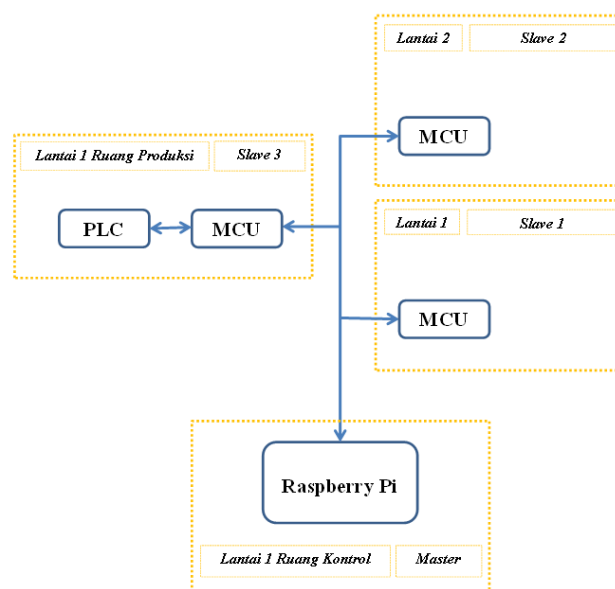 Lantai 2 Slave 2
MCU
Lantai 1 Ruang Produksi Slave 3
PLC MCU
Lantai 1 Slave 1
MCU
Raspberry Pi
Lantai 1 Ruang Kontrol Master